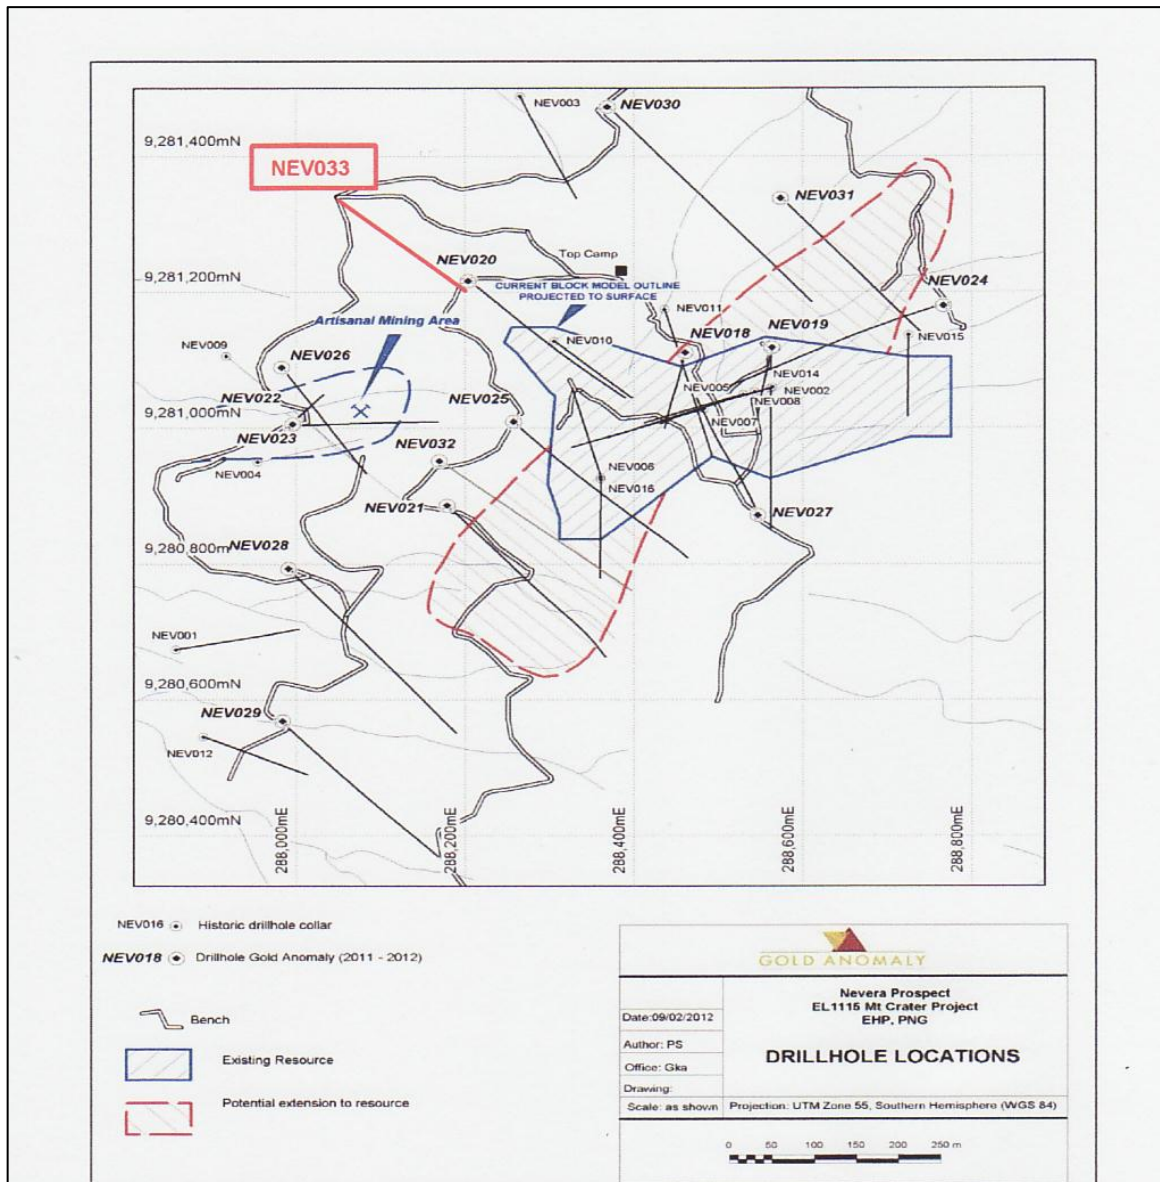 NEV003
NEV030
9,281,400mN
NEV033
NEV031
NEV020
Top Camp
NEV024
CURRENT BLOCK MODEL OUTLINE
PROJECTED TO SURFACE
9,281,200mN
NEV011
Artisanal Mining Area
NEV018
NEV019
NEV015
NEV009
NEV010
NEV026
NEV014
NEV005
NEV002
NEV022
NEV008
9,281,000mN
NEV025
NEV007
NEV023
NEV032
NEV004
NEV006
NEV016
NEV021
NEV027
9,280,800m
NEV028
NEV001
9,280,600mN
NEV029
NEV012
9,280,400mN
288,000mE
288,200mE
288,400mE
288,600mE
288,800mE
NEV016 Historic drillhole collar
NEV018 Drillhole Gold Anomaly (2011 - 2012)
Bench
Existing Resource
Potential extension to resource
GOLD ANOMALY
Nevera Prospect
EL1115 Mt Crater Project
EHP, PNG
Date:09/02/2012
Author: PS
DRILLHOLE LOCATIONS
Office: Gka
Drawing:
Scale: as shown
Projection: UTM Zone 55, Southern Hemisphere (WGS 84)
0 50 100 150 200 250 m